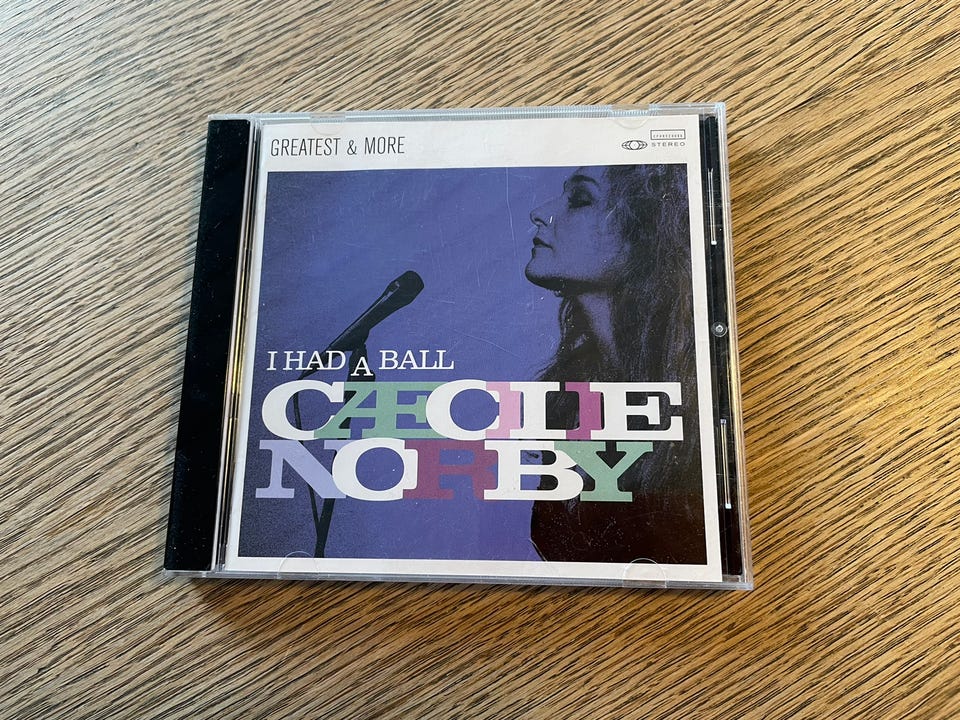 GREATEST & MORE
STEREO
I HAD A BALL
CÆCILIE
NORBY